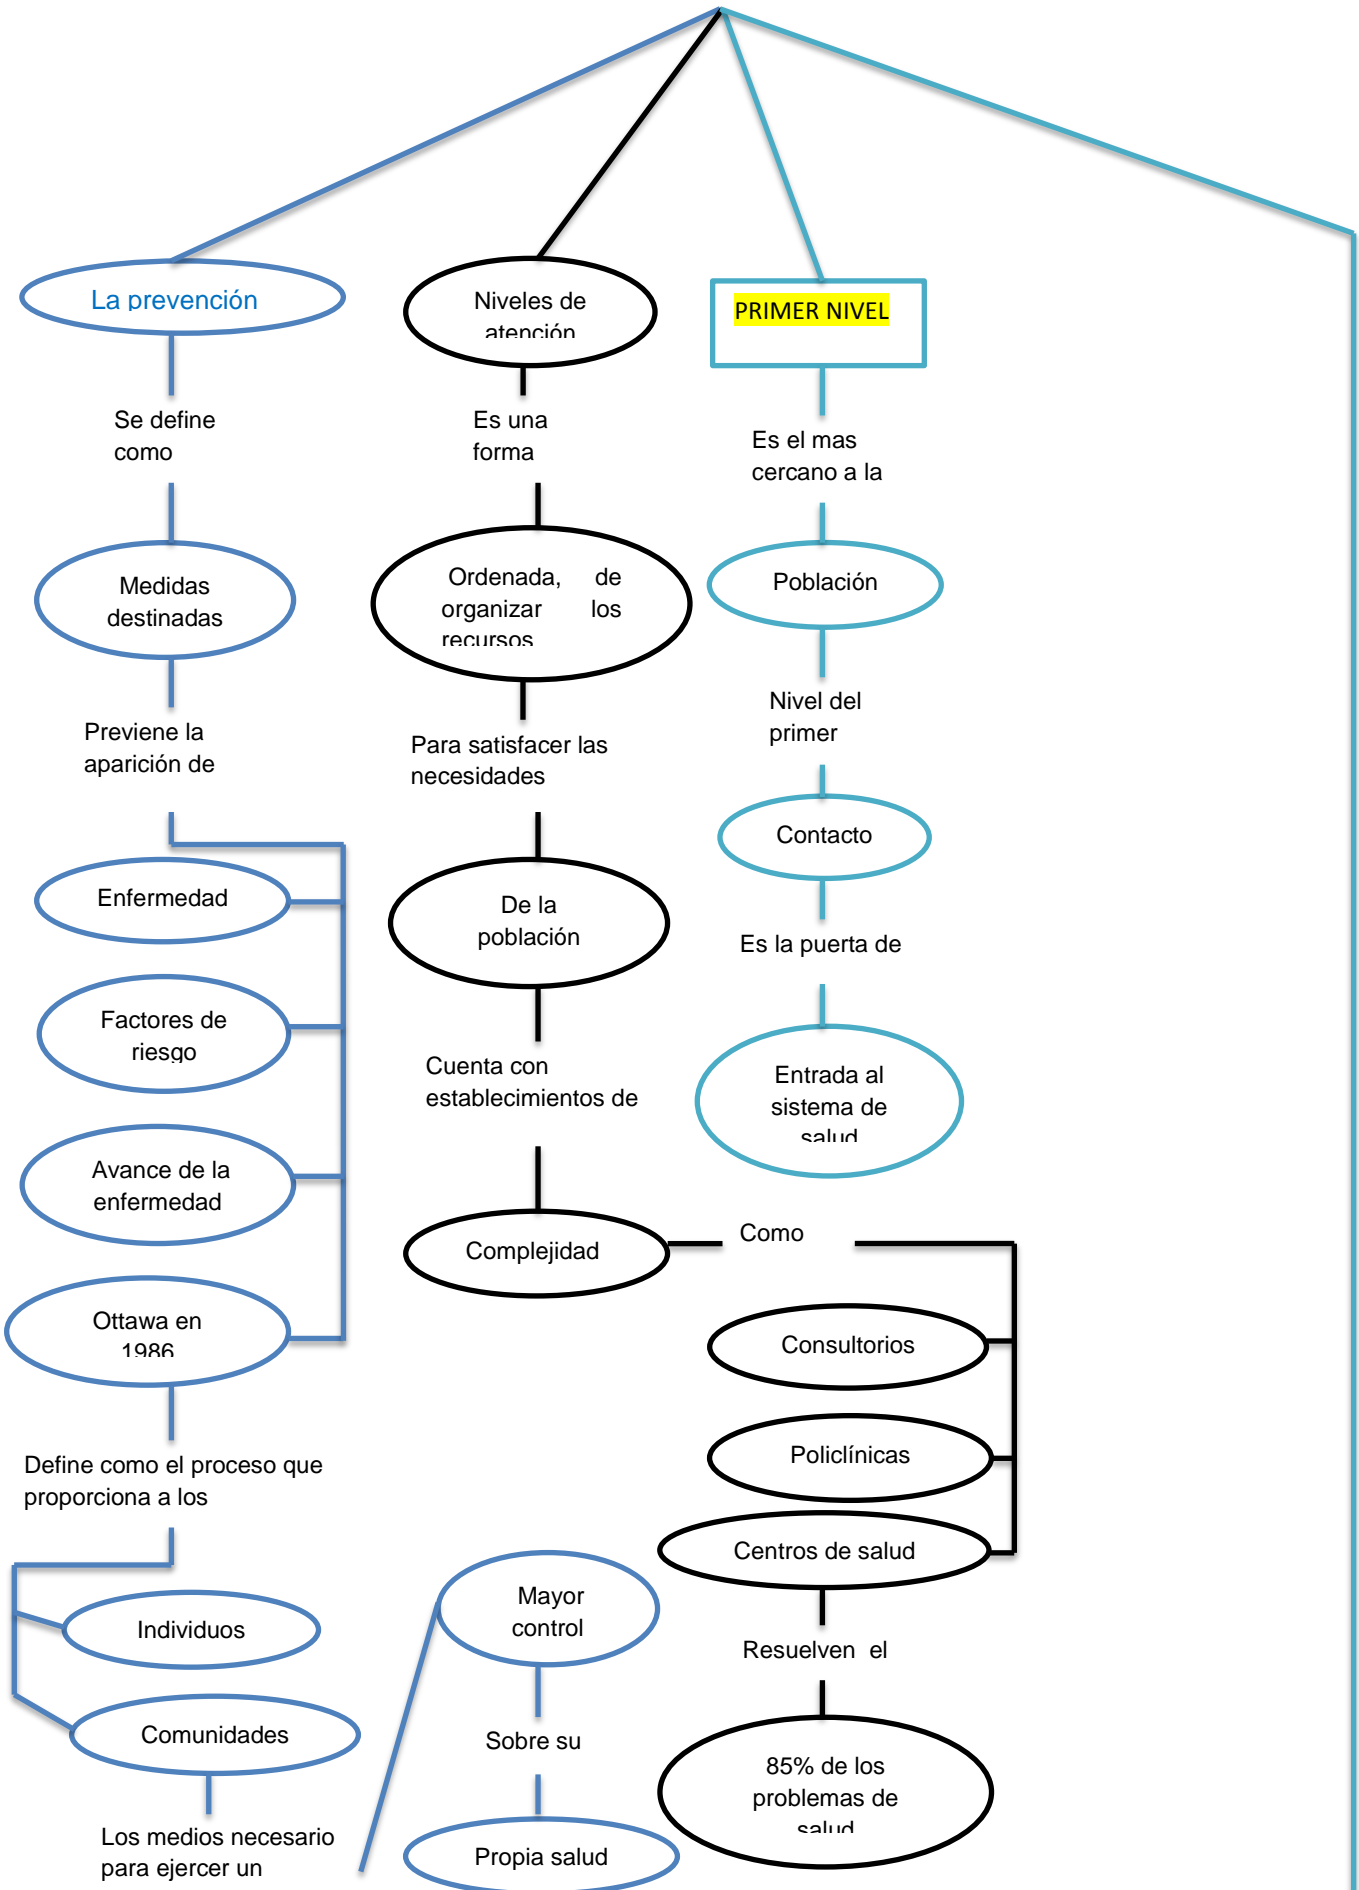 La prevención
Se define
como
Medidas
destinadas
Previene la
aparición de
Enfermedad
Factores de
riesgo
Avance de la
enfermedad
Ottawa en
1986
Define como el proceso que
proporciona a los
Individuos
Comunidades
Los medios necesario
para ejercer un
Mayor
control
Sobre su
Propia salud
Niveles de
atención
Es una
forma
Ordenada, de
organizar los
recursos
Para satisfacer las
necesidades
De la
población
Cuenta con
establecimientos de
Complejidad
Como
Consultorios
Policlínicas
Centros de salud
Resuelven el
85% de los
problemas de
salud
PRIMER NIVEL
Es el mas
cercano a la
Población
Nivel del
primer
Contacto
Es la puerta de
Entrada al
sistema de
salud